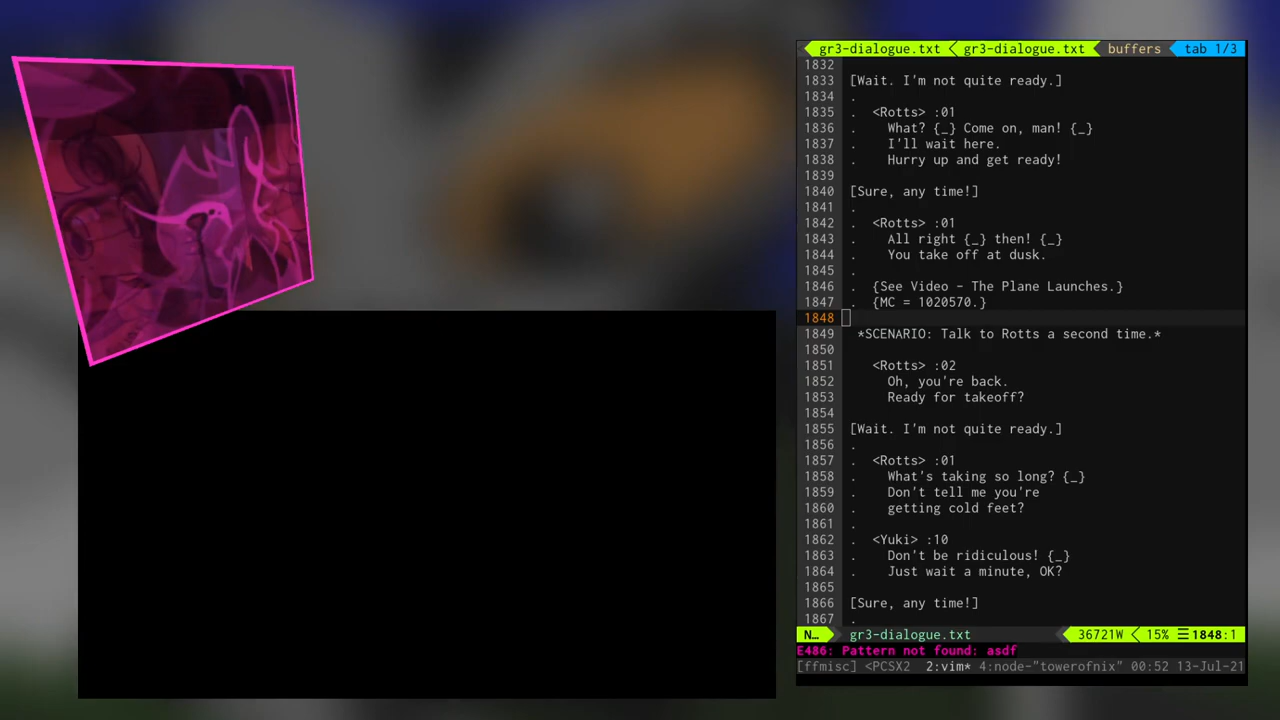 gr3-dialogue.txt gr3-dialogue.txt buffers tab 1/3
1832
1833 [Wait. I'm not quite ready.]
1834 .
1835 . <Rotts> :01
1836 . What? {_} Come on, man! {_}
1837 . I'll wait here.
1838 . Hurry up and get ready!
1839
1840 [Sure, any time!]
1841 .
1842 . <Rotts> :01
1843 . All right {_} then! {_}
1844 . You take off at dusk.
1845 .
1846 . {See Video - The Plane Launches.}
1847 . {MC = 1020570.}
1848
1849 *SCENARIO: Talk to Rotts a second time.*
1850
1851 <Rotts> :02
1852 Oh, you're back.
1853 Ready for takeoff?
1854
1855 [Wait. I'm not quite ready.]
1856 .
1857 . <Rotts> :01
1858 . What's taking so long? {_}
1859 . Don't tell me you're
1860 . getting cold feet?
1861 .
1862 . <Yuki> :10
1863 . Don't be ridiculous! {_}
1864 . Just wait a minute, OK?
1865
1866 [Sure, any time!]
1867 .
N… gr3-dialogue.txt 36721W 15% ☰1848:1
E486: Pattern not found: asdf
[ffmisc] <PCSX2 2:vim* 4:node-"towerofnix" 00:52 13-Jul-21